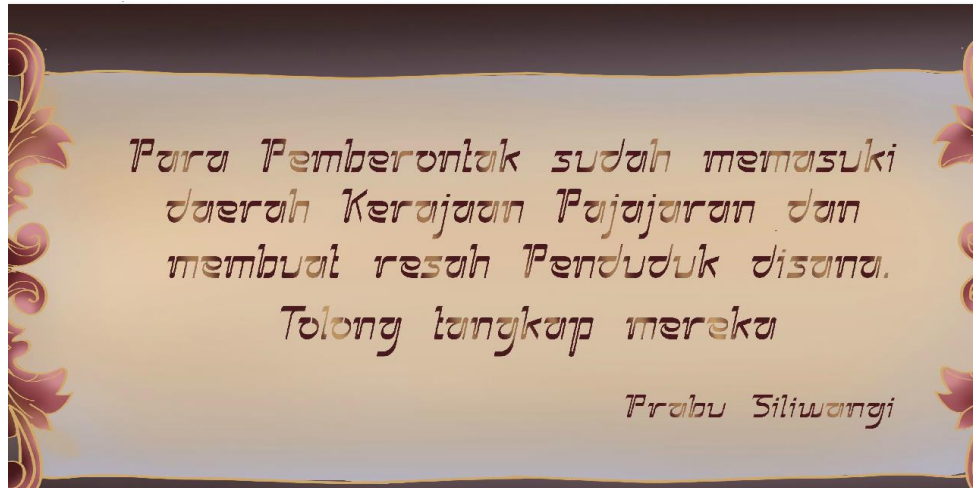 Para Pemberontak sudah memasuki
daerah Kerajaan Pajajaran dan
membuat resah Penduduk disana.
Tolong tangkap mereka
Prabu Siliwangi